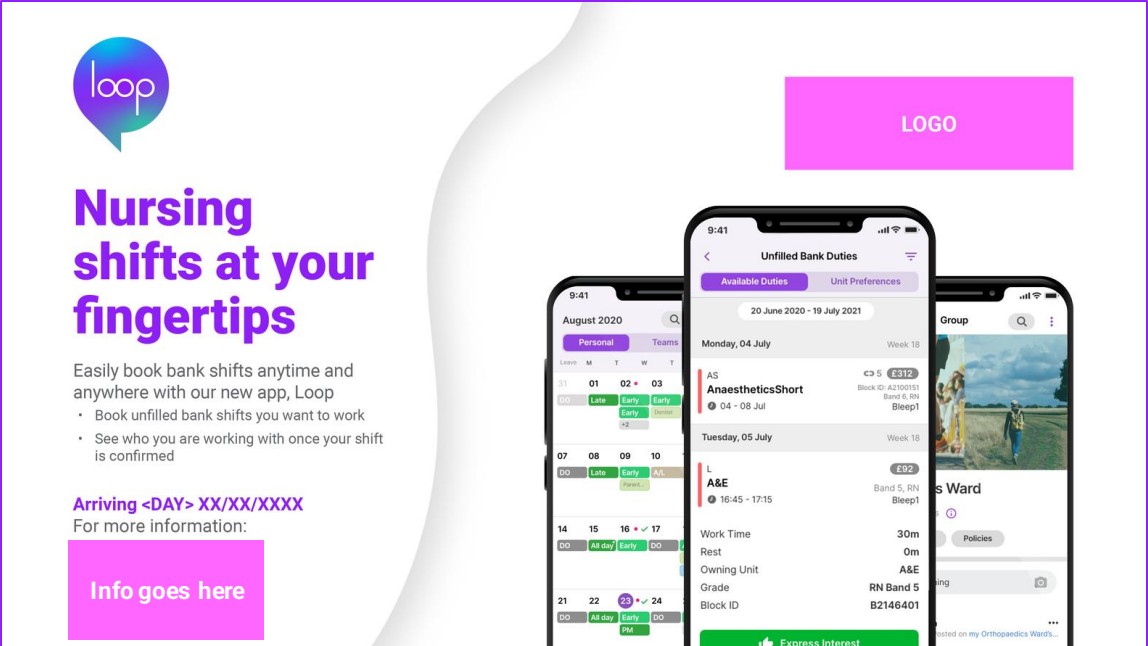 loop
LOGO
Nursing
shifts at your
fingertips
Easily book bank shifts anytime and
anywhere with our new app, Loop
• Book unfilled bank shifts you want to work
• See who you are working with once your shift
is confirmed
Arriving <DAY> XX/XX/XXXX
For more information:
Info goes here
9:41
August 2020
Personal Teams
Leave M T W T
31 01 02 03
DO Late Early Early
Early Dentist
+2
07 08 09 10
DO Late Early A/L
Parent...
14 15 16 17
DO All day Early DO
21 22 23 24
DO All day Early DO
PM
9:41
Unfilled Bank Duties
Available Duties Unit Preferences
20 June 2020 - 19 July 2021
Monday, 04 July Week 18
AS 5 £312
AnaestheticsShort Block ID: A2100151
Band 6, RN
04 - 08 Jul Bleep1
Tuesday, 05 July Week 18
L £92
A&E Band 5, RN
16:45 - 17:15 Bleep1
Work Time 30m
Rest 0m
Owning Unit A&E
Grade RN Band 5
Block ID B2146401
Express Interest
Group
s Ward
Policies
ning
osted on my Orthopaedics Ward's...